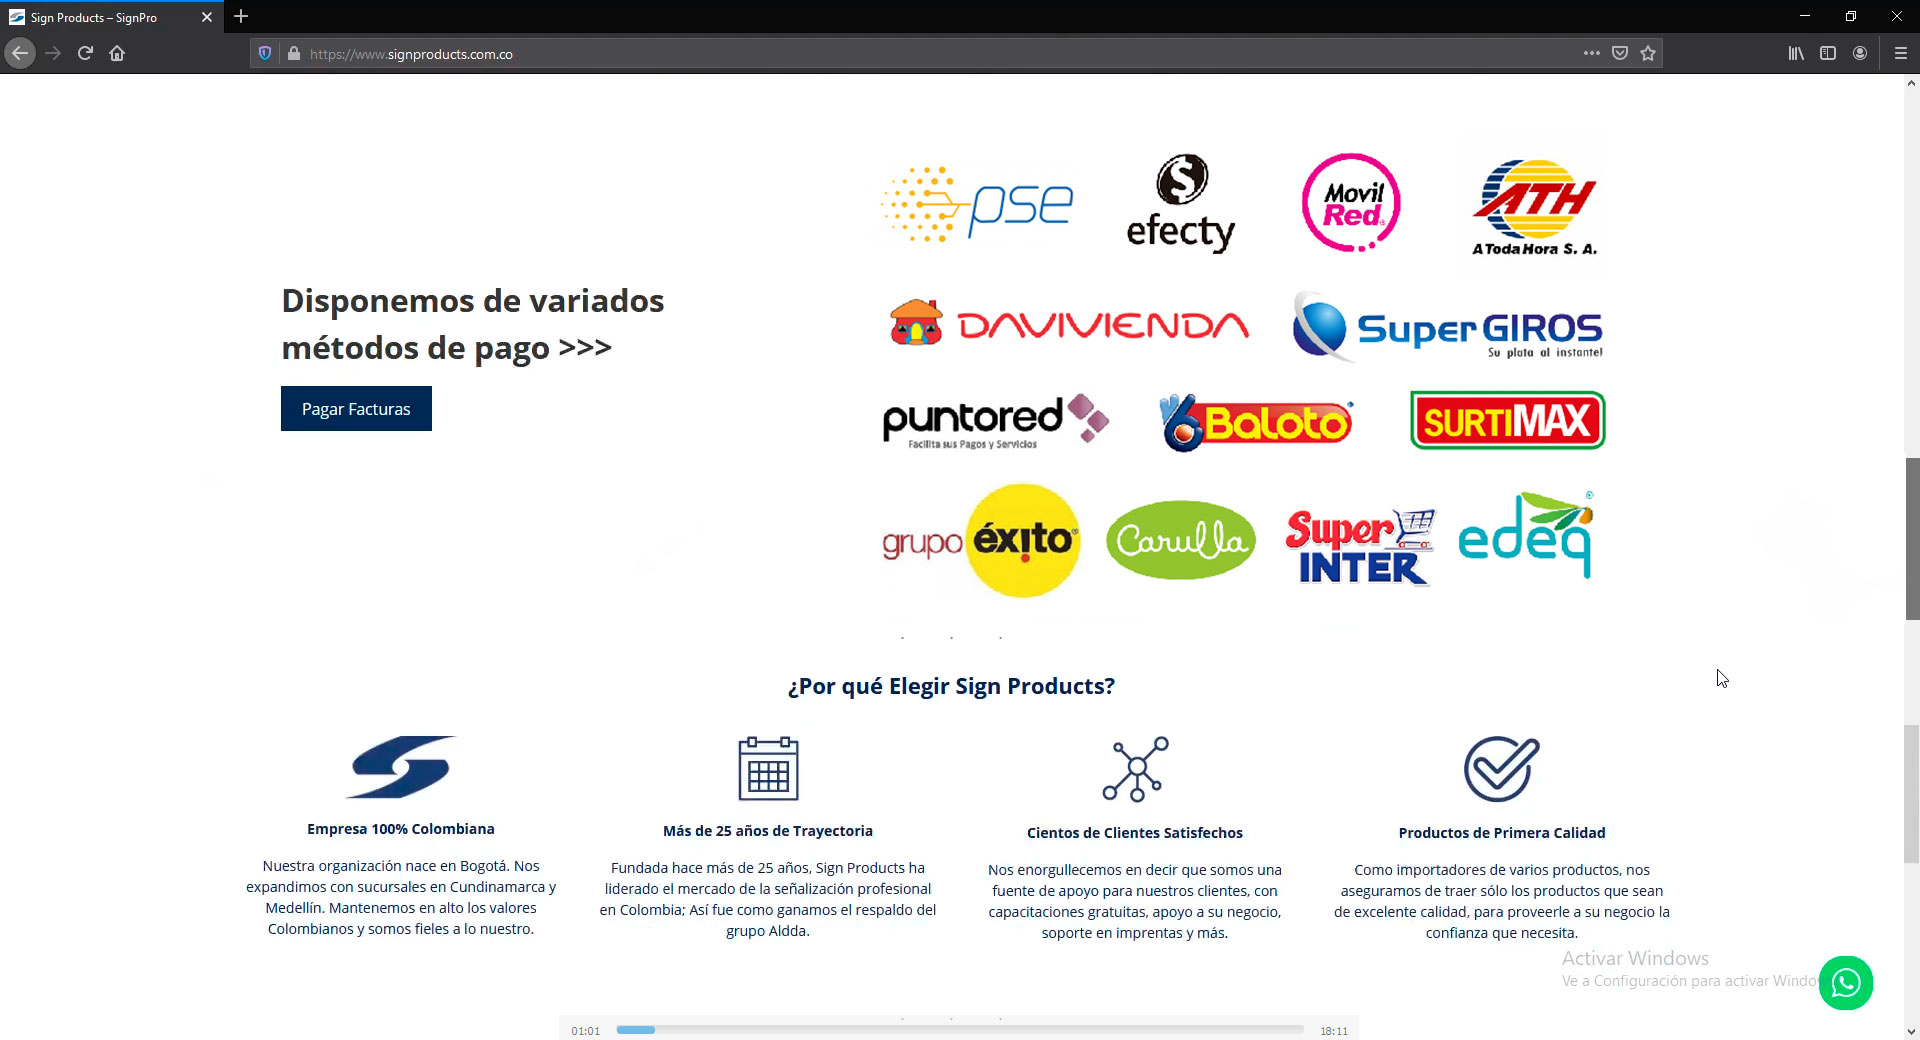 Sign Products – SignPro
https://www.signproducts.com.co
pse
efecty
Movil
Red
ATH
A Toda Hora S. A.
Disponemos de variados
métodos de pago >>>
Pagar Facturas
DAVIVIENDA
SuperGIROS
Su plata al instante!
puntored
Facilita sus Pagos y Servicios
Baloto
SURTIMAX
grupo éxito
Carulla
Super
INTER
edeq
¿Por qué Elegir Sign Products?
Empresa 100% Colombiana
Nuestra organización nace en Bogotá. Nos
expandimos con sucursales en Cundinamarca y
Medellín. Mantenemos en alto los valores
Colombianos y somos fieles a lo nuestro.
Más de 25 años de Trayectoria
Fundada hace más de 25 años, Sign Products ha
liderado el mercado de la señalización profesional
en Colombia; Así fue como ganamos el respaldo del
grupo Aldda.
Cientos de Clientes Satisfechos
Nos enorgullecemos en decir que somos una
fuente de apoyo para nuestros clientes, con
capacitaciones gratuitas, apoyo a su negocio,
soporte en imprentas y más.
Productos de Primera Calidad
Como importadores de varios productos, nos
aseguramos de traer sólo los productos que sean
de excelente calidad, para proveerle a su negocio la
confianza que necesita.
Activar Windows
Ve a Configuración para activar Windo
01:01
18:11